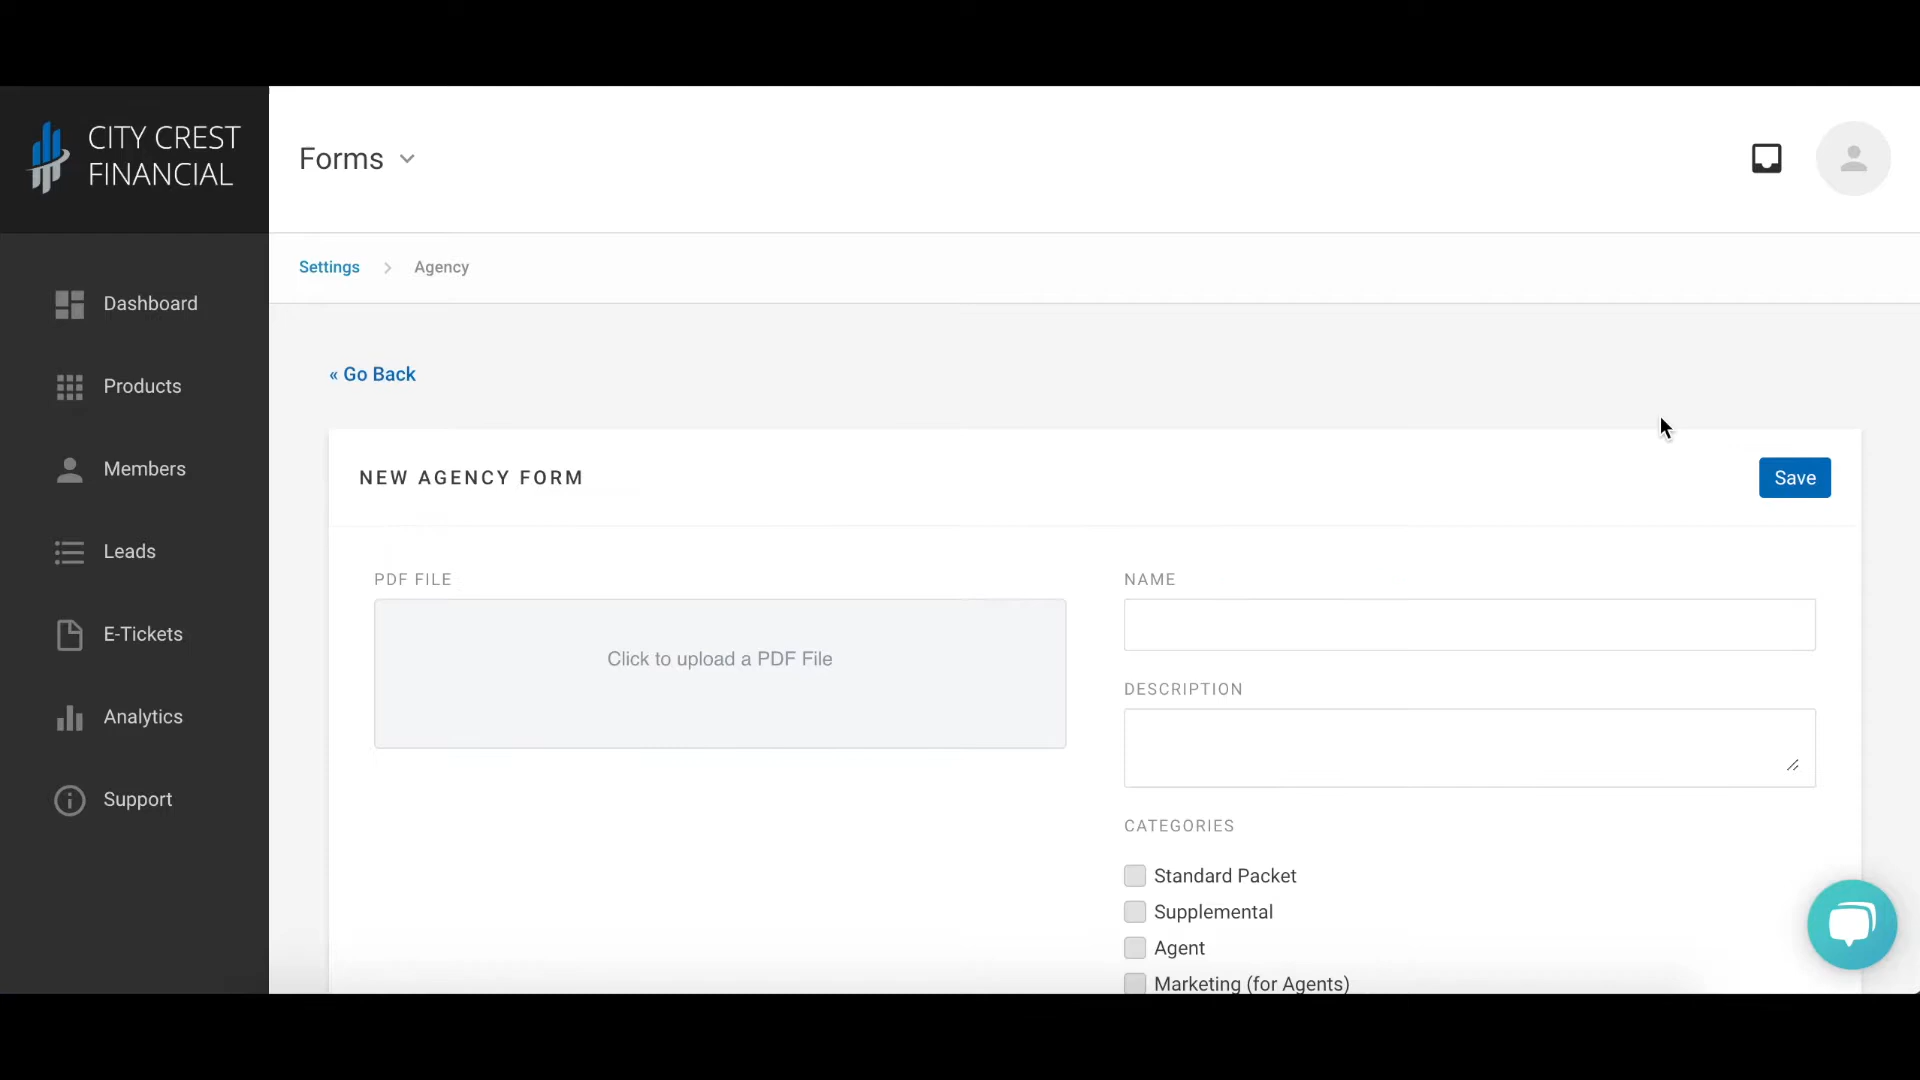 CITY CREST
FINANCIAL
Forms
Settings > Agency
Dashboard
Products
Members
Leads
E-Tickets
Analytics
Support
« Go Back
NEW AGENCY FORM
Save
PDF FILE
Click to upload a PDF File
NAME
DESCRIPTION
CATEGORIES
Standard Packet
Supplemental
Agent
Marketing (for Agents)